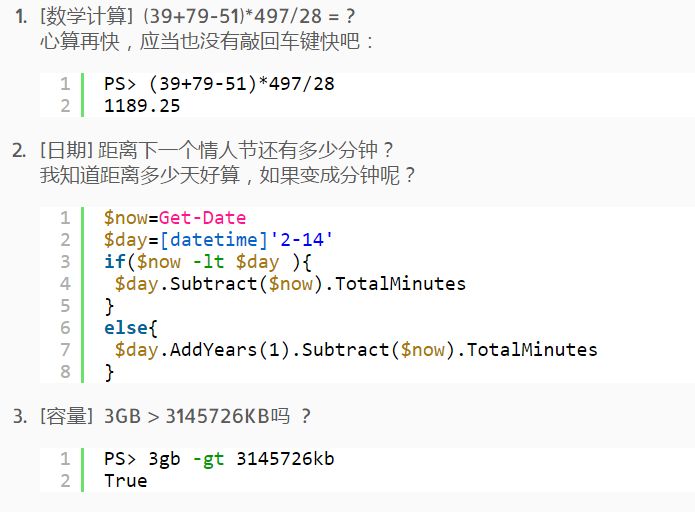 1. [数学计算] (39+79-51)*497/28 = ?
心算再快，应当也没有敲回车键快吧：
1 PS> (39+79-51)*497/28
2 1189.25
2. [日期] 距离下一个情人节还有多少分钟？
我知道距离多少天好算，如果变成分钟呢？
1 $now=Get-Date
2 $day=[datetime]'2-14'
3 if($now -lt $day ){
4  $day.Subtract($now).TotalMinutes
5 }
6 else{
7  $day.AddYears(1).Subtract($now).TotalMinutes
8 }
3. [容量] 3GB > 3145726KB吗 ？
1 PS> 3gb -gt 3145726kb
2 True